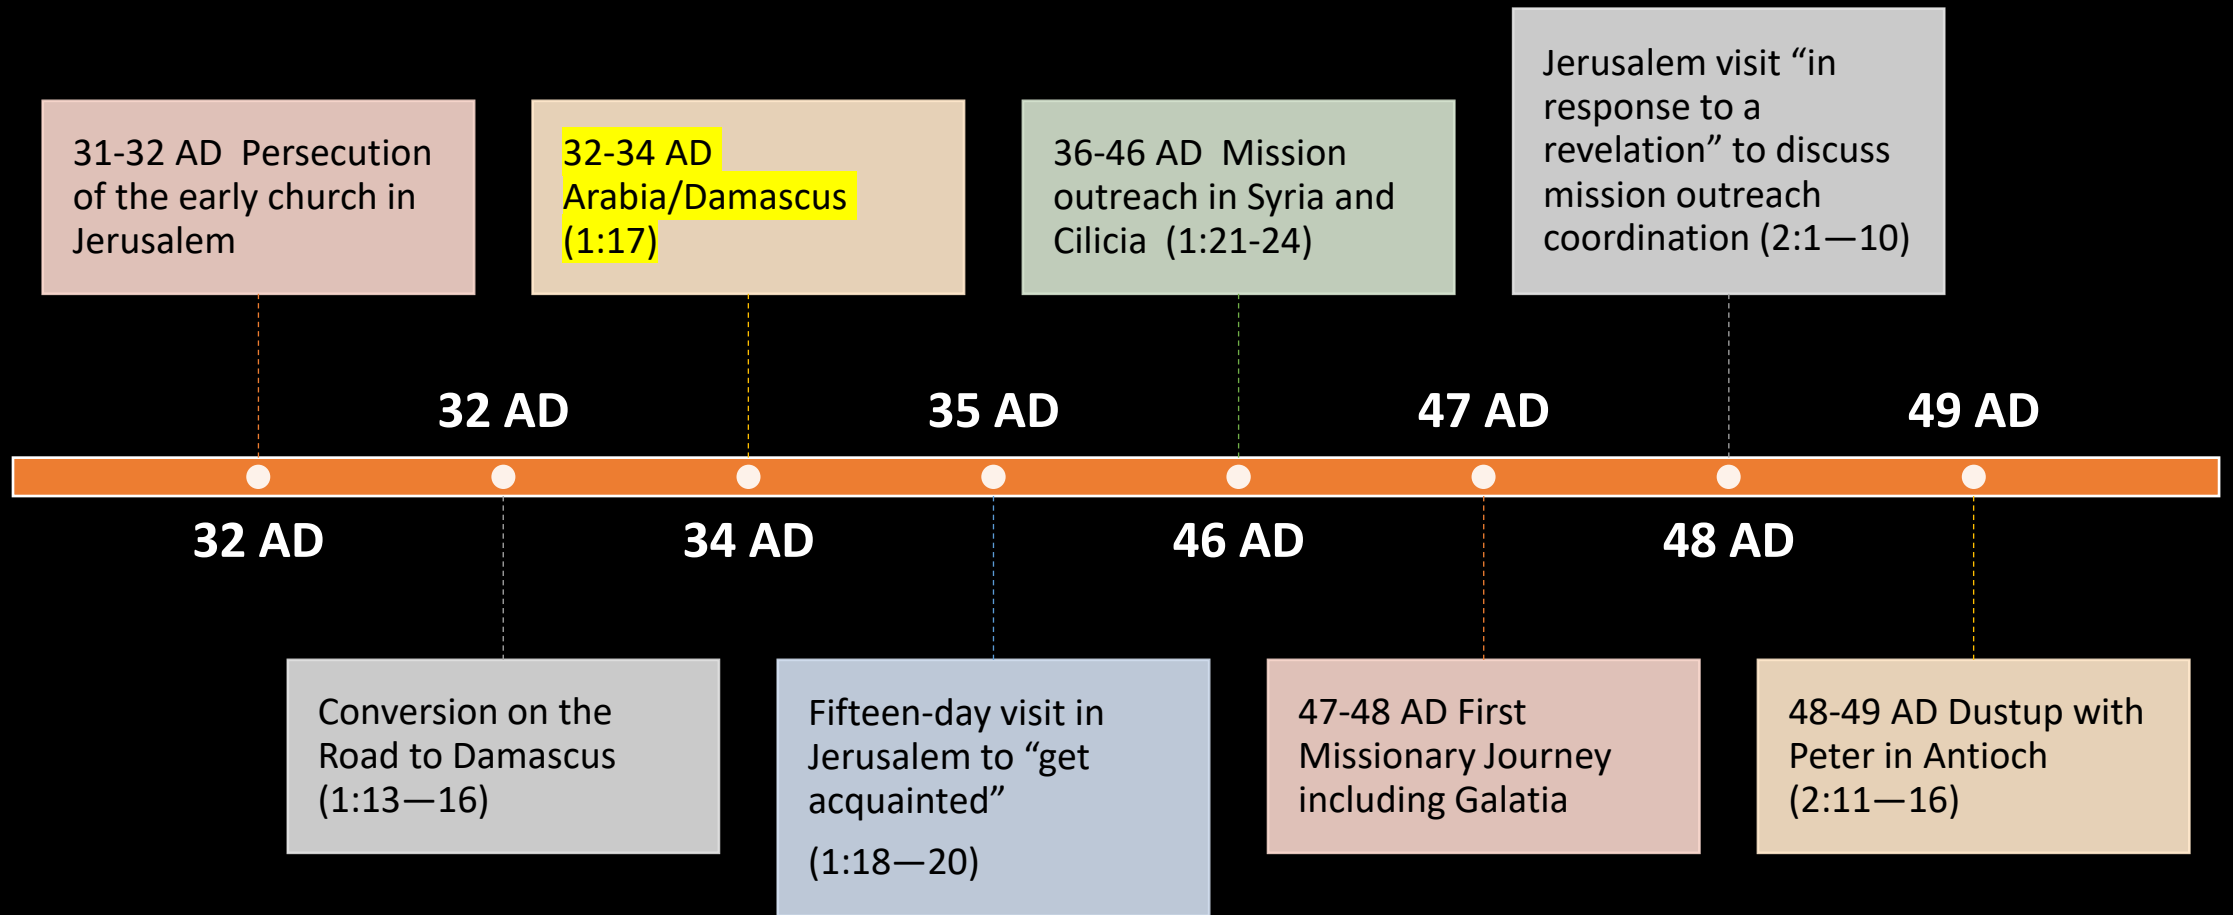 31-32 AD  Persecution
of the early church in
Jerusalem
32-34 AD
Arabia/Damascus
(1:17)
36-46 AD  Mission
outreach in Syria and
Cilicia  (1:21-24)
Jerusalem visit “in
response to a
revelation” to discuss
mission outreach
coordination (2:1—10)
32 AD
35 AD
47 AD
49 AD
32 AD
34 AD
46 AD
48 AD
Conversion on the
Road to Damascus
(1:13—16)
Fifteen-day visit in
Jerusalem to “get
acquainted”
(1:18—20)
47-48 AD First
Missionary Journey
including Galatia
48-49 AD Dustup with
Peter in Antioch
(2:11—16)